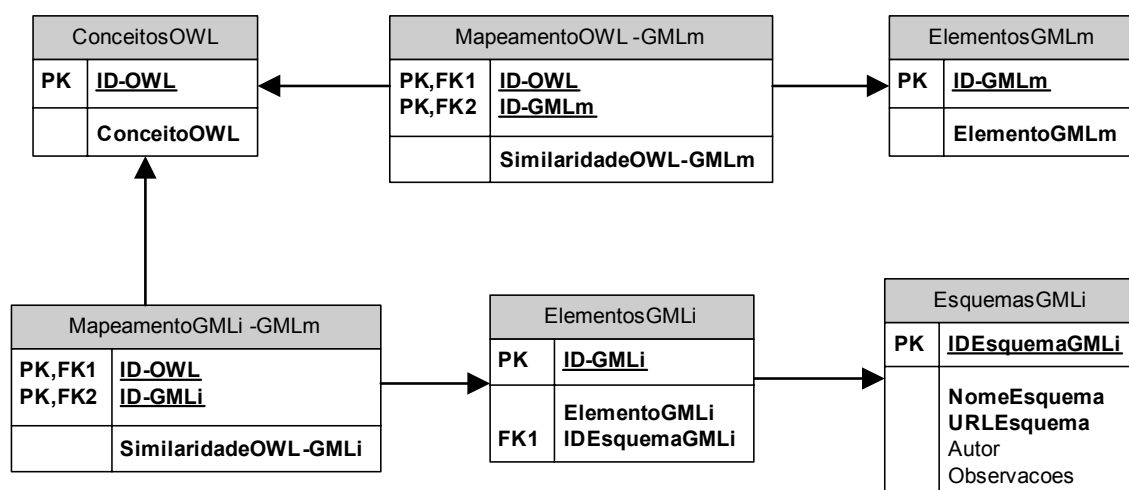 ConceitosOWL
PK ID-OWL
ConceitoOWL
MapeamentoOWL -GMLm
PK,FK1 ID-OWL
PK,FK2 ID-GMLm
SimilaridadeOWL-GMLm
ElementosGMLm
PK ID-GMLm
ElementoGMLm
MapeamentoGMLi -GMLm
PK,FK1 ID-OWL
PK,FK2 ID-GMLi
SimilaridadeOWL-GMLi
ElementosGMLi
PK ID-GMLi
ElementoGMLi
FK1 IDEsquemaGMLi
EsquemasGMLi
PK IDEsquemaGMLi
NomeEsquema
URLEsquema
Autor
Observacoes